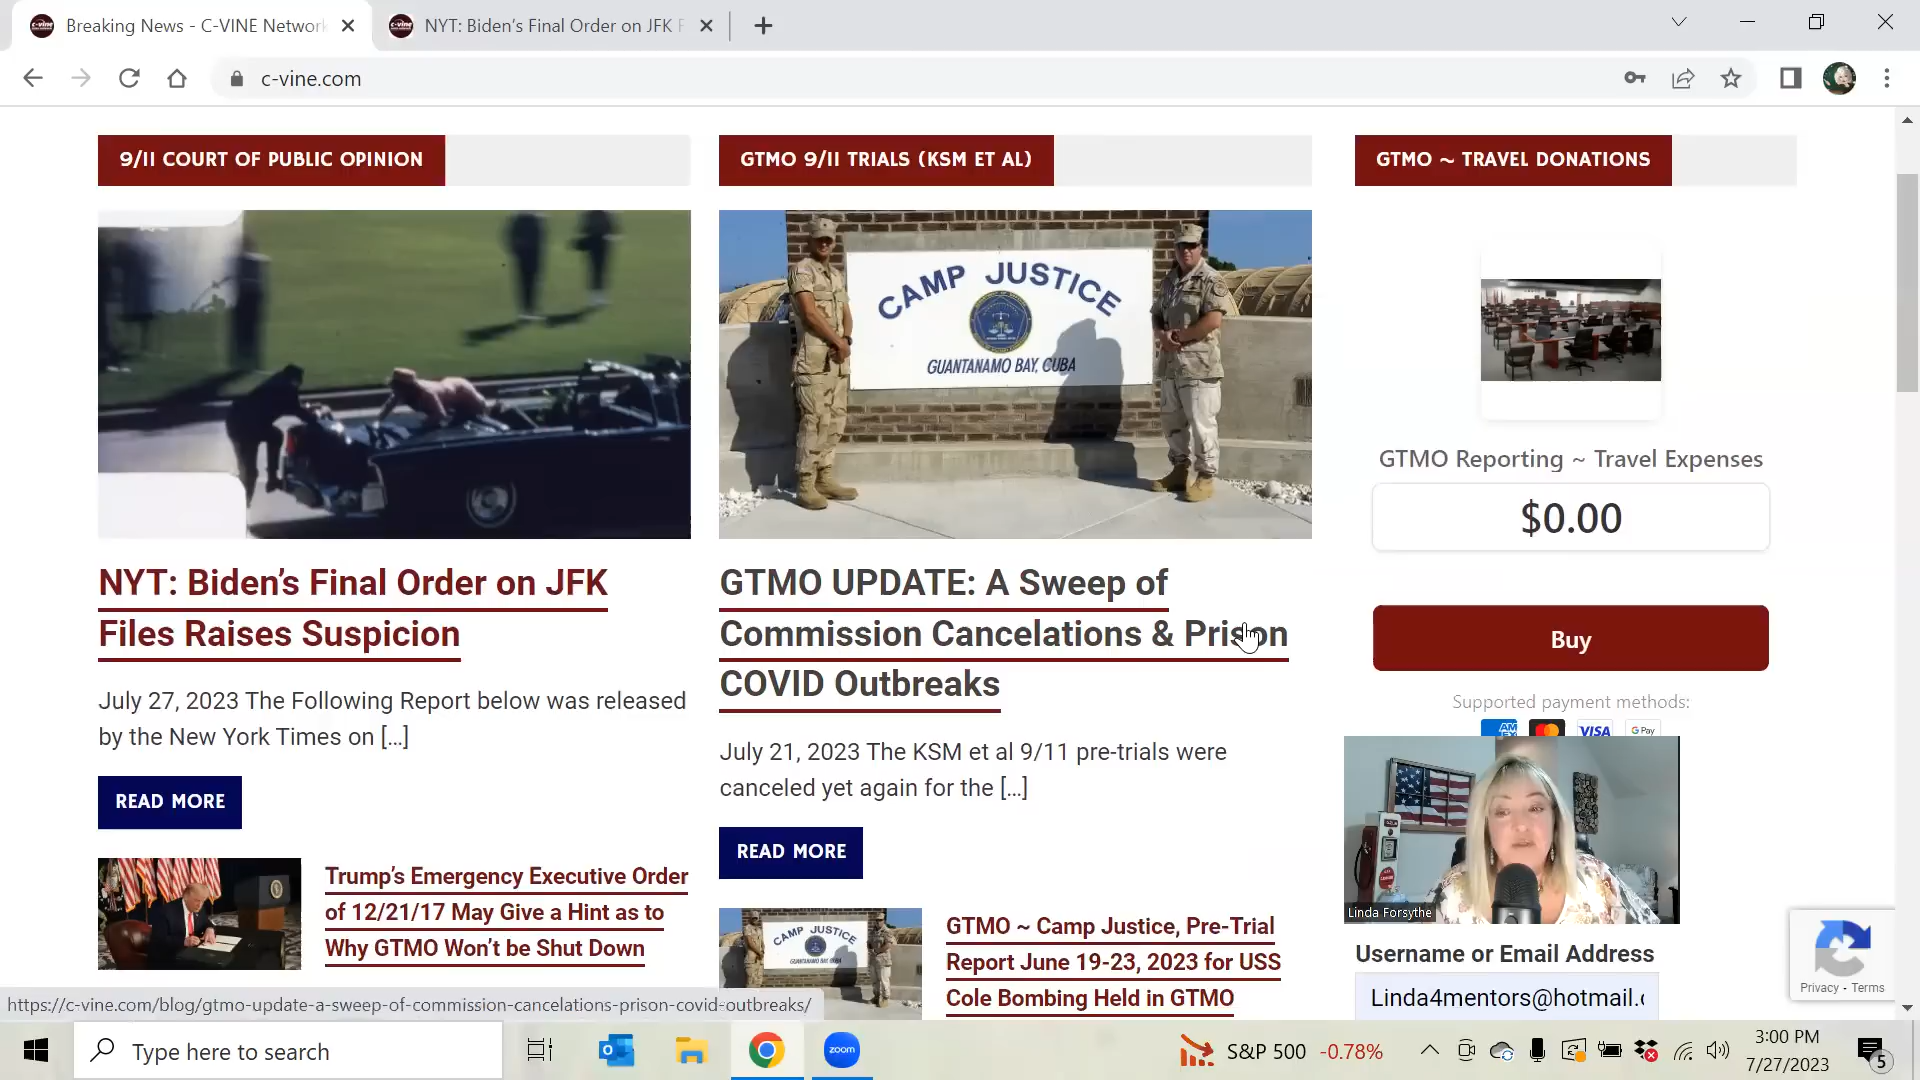 Breaking News - C-VINE Network
NYT: Biden's Final Order on JFK F
c-vine.com
9/11 COURT OF PUBLIC OPINION
GTMO 9/11 TRIALS (KSM ET AL)
GTMO ~ TRAVEL DONATIONS
CAMP JUSTICE
GUANTANAMO BAY, CUBA
GTMO Reporting ~ Travel Expenses
$0.00
Buy
Supported payment methods:
AM
EX
VISA
G Pay
NYT: Biden's Final Order on JFK
Files Raises Suspicion
July 27, 2023 The Following Report below was released
by the New York Times on [...]
READ MORE
GTMO UPDATE: A Sweep of
Commission Cancelations & Prison
COVID Outbreaks
July 21, 2023 The KSM et al 9/11 pre-trials were
canceled yet again for the [...]
READ MORE
Trump's Emergency Executive Order
of 12/21/17 May Give a Hint as to
Why GTMO Won't be Shut Down
CAMP JUSTICE
GTMO ~ Camp Justice, Pre-Trial
Report June 19-23, 2023 for USS
Cole Bombing Held in GTMO
Linda Forsythe
Username or Email Address
Linda4mentors@hotmail.c
Privacy - Terms
https://c-vine.com/blog/gtmo-update-a-sweep-of-commission-cancelations-prison-covid-outbreaks/
Type here to search
zoom
S&P 500 -0.78%
3:00 PM
7/27/2023
5